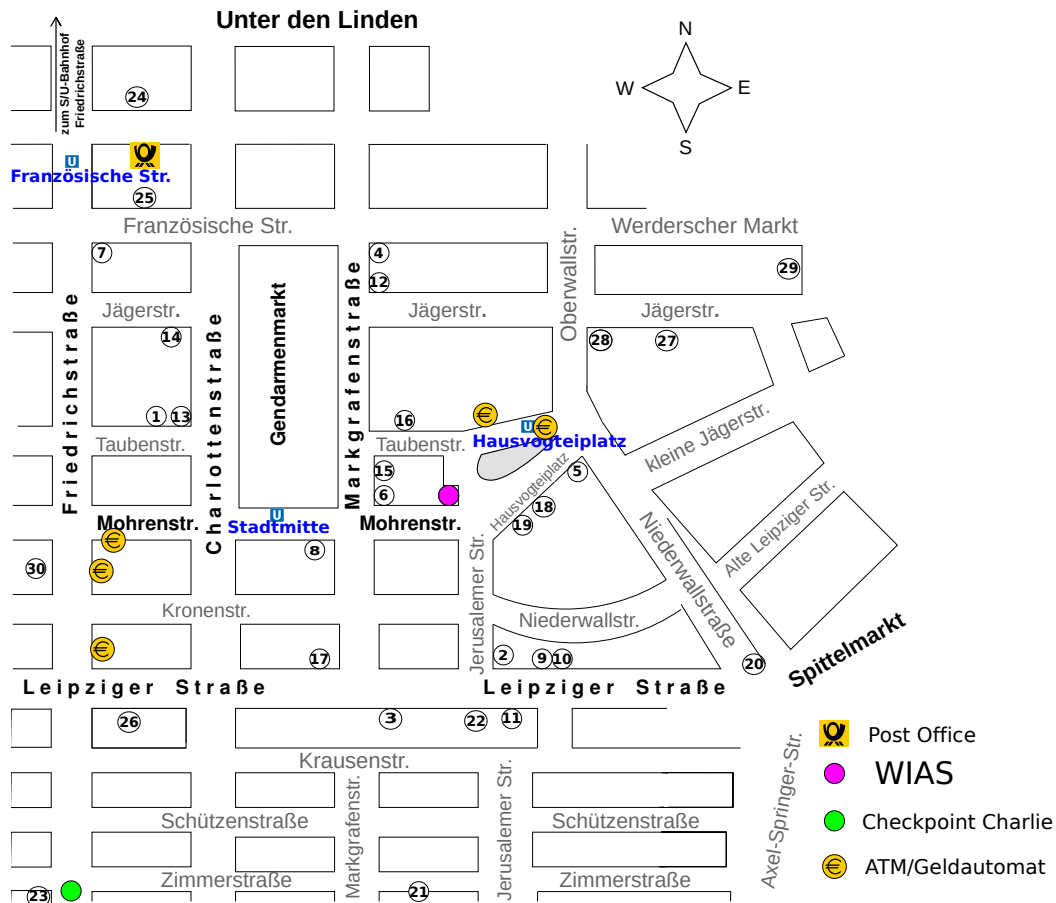 Unter den Linden
zum S/U-Bahnhof
Friedrichstraße
N
W
E
S
24
U
Französische Str.
25
Französische Str.
Werderscher Markt
7
4
12
29
Oberwallstr.
Jägerstr.
Jägerstr.
Jägerstr.
Friedrichstraße
Charlottenstraße
Gendarmenmarkt
Markgrafenstraße
14
28
27
1
13
16
€
U
€
Taubenstr.
Taubenstr.
Hausvogteiplatz
kleine Jägerstr.
15
6
Hausvogteiplatz
5
18
19
Mohrenstr.
U
Stadtmitte
Mohrenstr.
Niederwallstraße
Alte Leipziger Str.
€
€
30
8
Jerusalemer Str.
Kronenstr.
Niederwallstr.
€
17
2
9
10
20
Spittelmarkt
Leipziger Straße
Leipziger Straße
26
3
22
11
Krausenstr.
Markgrafenstr.
Jerusalemer Str.
Axel-Springer-Str.
Schützenstraße
Schützenstraße
Zimmerstraße
Zimmerstraße
23
21
Post Office
WIAS
Checkpoint Charlie
€
ATM/Geldautomat